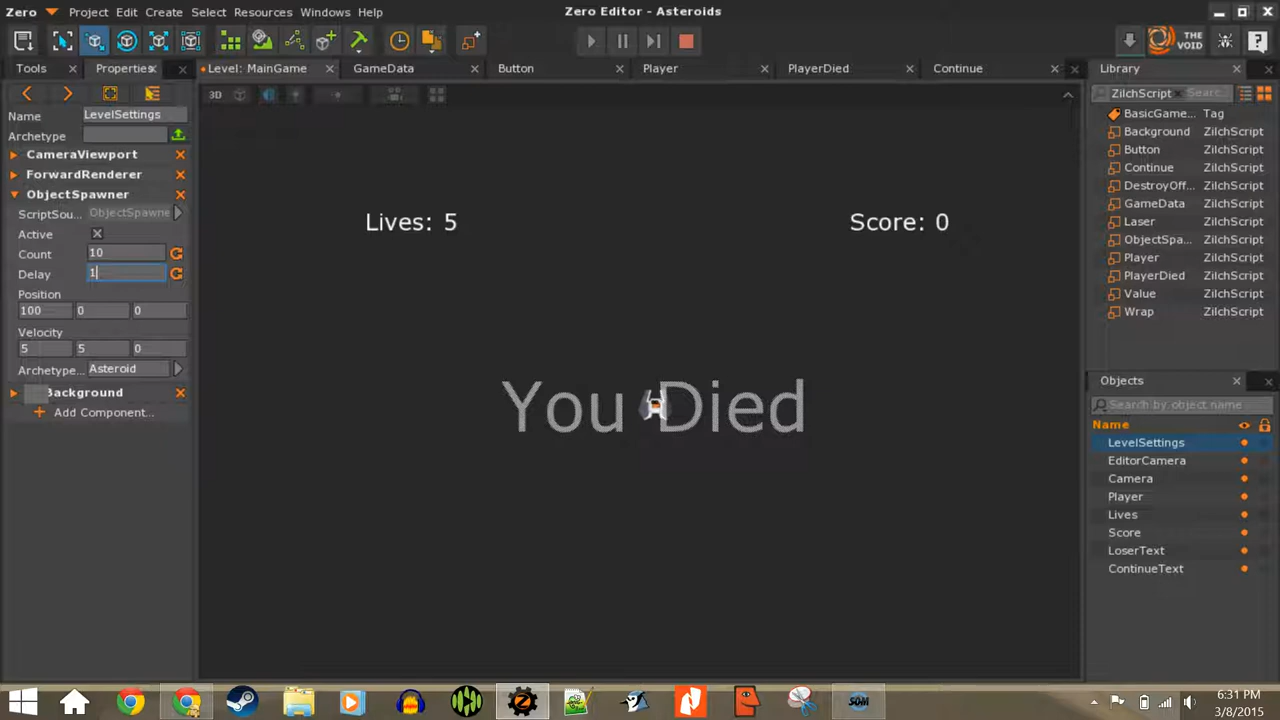 Zero Project Edit Create Select Resources Windows Help
Zero Editor - Asteroids
THE VOID
Tools
Properties
Level: MainGame
GameData
Button
Player
PlayerDied
Continue
Library
3D
Name LevelSettings
Archetype
CameraViewport
ForwardRenderer
ObjectSpawner
ScriptSou... ObjectSpawne
Active
Count 10
Delay 1
Position
100 0 0
Velocity
5 5 0
Archetype... Asteroid
Background
Add Component...
Lives: 5
Score: 0
You Died
ZilchScript Search...
BasicGame... Tag
Background ZilchScript
Button ZilchScript
Continue ZilchScript
DestroyOff... ZilchScript
GameData ZilchScript
Laser ZilchScript
ObjectSpa... ZilchScript
Player ZilchScript
PlayerDied ZilchScript
Value ZilchScript
Wrap ZilchScript
Objects
Search by object name
Name
LevelSettings
EditorCamera
Camera
Player
Lives
Score
LoserText
ContinueText
SDM
6:31 PM
3/8/2015